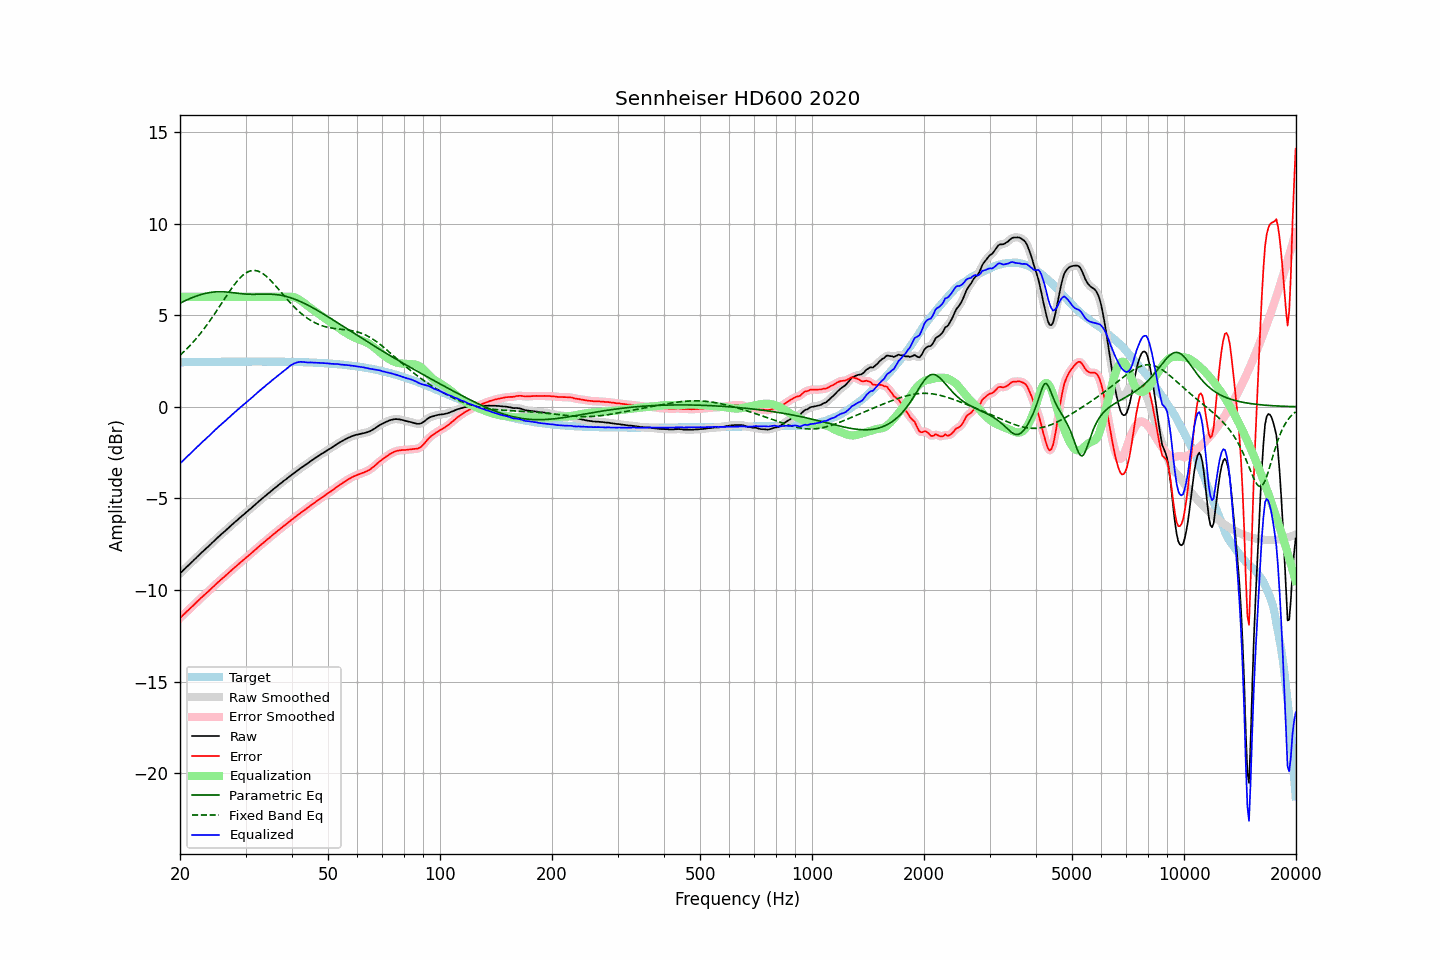 Sennheiser HD600 2020
15
10
5
0
−5
−10
−15
−20
Amplitude (dBr)
Target
Raw Smoothed
Error Smoothed
Raw
Error
Equalization
Parametric Eq
Fixed Band Eq
Equalized
20
50
100
200
500
1000
2000
5000
10000
20000
Frequency (Hz)